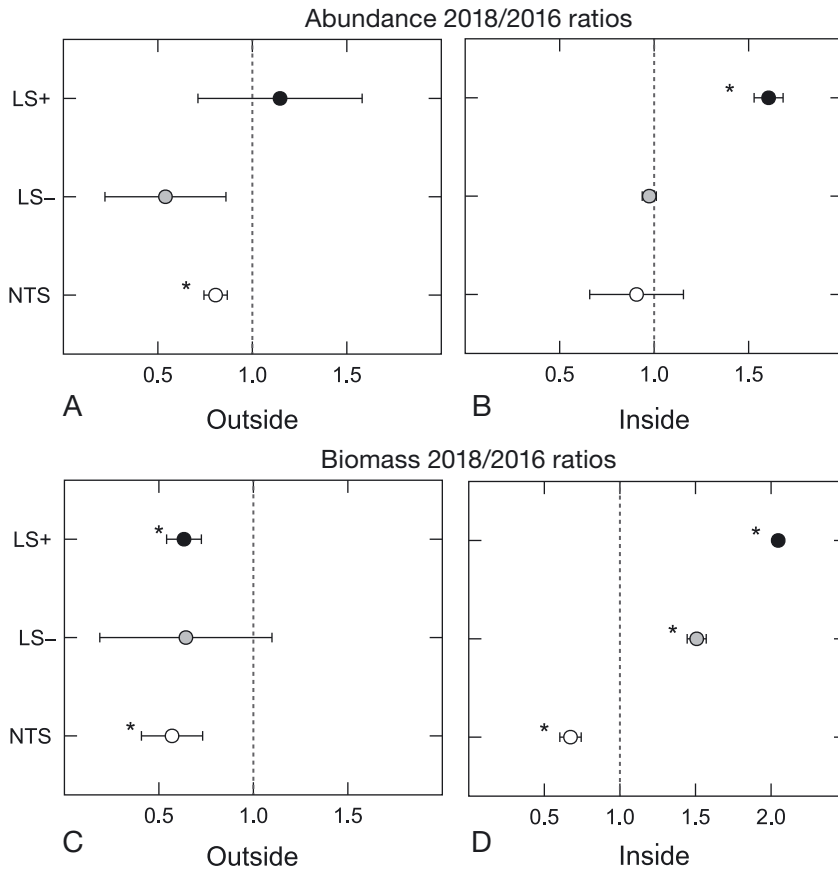 Abundance 2018/2016 ratios
LS+
*
LS–
NTS
*
0.5 1.0 1.5
0.5 1.0 1.5
A
Outside
B
Inside
Biomass 2018/2016 ratios
LS+
*
*
LS–
*
NTS
*
*
0.5 1.0 1.5
0.5 1.0 1.5 2.0
C
Outside
D
Inside